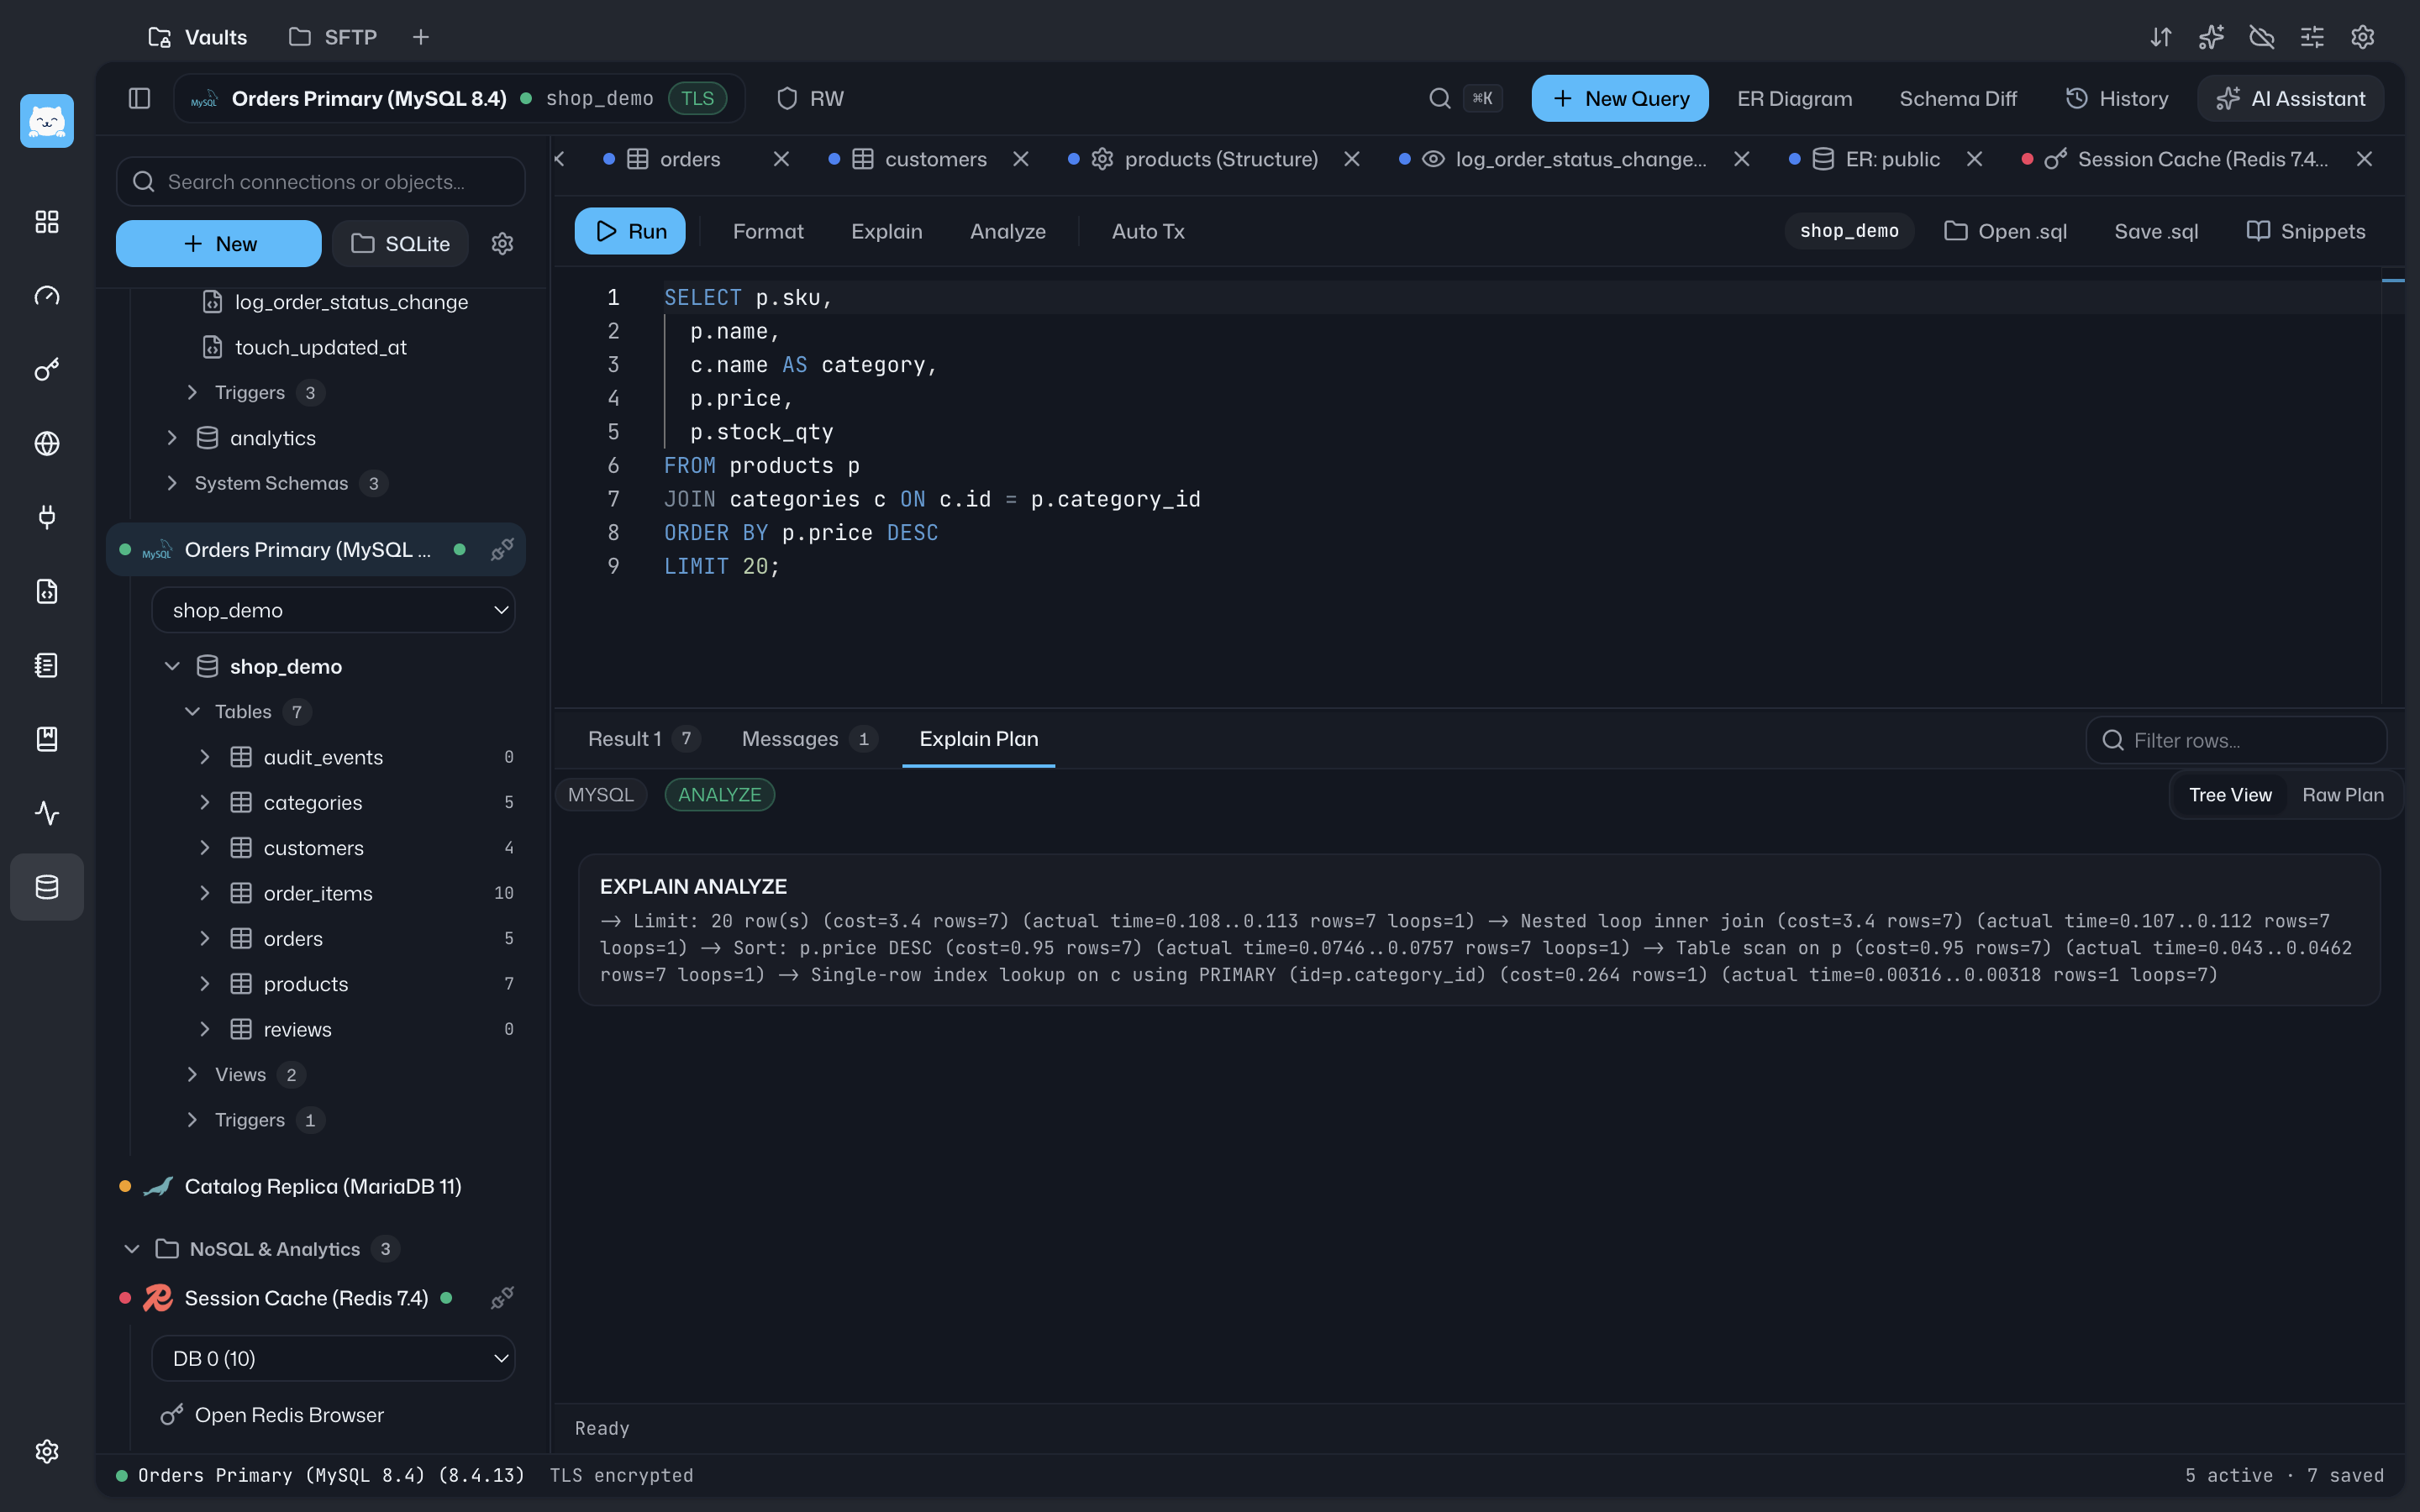 Vaults
SFTP
MySQL
Orders Primary (MySQL 8.4)
shop_demo
TLS
RW
⌘K
New Query
ER Diagram
Schema Diff
History
AI Assistant
Search connections or objects...
New
SQLite
log_order_status_change
touch_updated_at
Triggers 3
analytics
System Schemas 3
MySQL
Orders Primary (MySQL ...
shop_demo
shop_demo
Tables 7
audit_events 0
categories 5
customers 4
order_items 10
orders 5
products 7
reviews 0
Views 2
Triggers 1
Catalog Replica (MariaDB 11)
NoSQL & Analytics 3
Session Cache (Redis 7.4)
DB 0 (10)
Open Redis Browser
orders
customers
products (Structure)
log_order_status_change...
ER: public
Session Cache (Redis 7.4...
Run
Format
Explain
Analyze
Auto Tx
shop_demo
Open .sql
Save .sql
Snippets
1 SELECT p.sku,
2 p.name,
3 c.name AS category,
4 p.price,
5 p.stock_qty
6 FROM products p
7 JOIN categories c ON c.id = p.category_id
8 ORDER BY p.price DESC
9 LIMIT 20;
Result 1 7
Messages 1
Explain Plan
Filter rows...
MYSQL
ANALYZE
Tree View
Raw Plan
EXPLAIN ANALYZE
-> Limit: 20 row(s) (cost=3.4 rows=7) (actual time=0.108..0.113 rows=7 loops=1) -> Nested loop inner join (cost=3.4 rows=7) (actual time=0.107..0.112 rows=7
loops=1) -> Sort: p.price DESC (cost=0.95 rows=7) (actual time=0.0746..0.0757 rows=7 loops=1) -> Table scan on p (cost=0.95 rows=7) (actual time=0.043..0.0462
rows=7 loops=1) -> Single-row index lookup on c using PRIMARY (id=p.category_id) (cost=0.264 rows=1) (actual time=0.00316..0.00318 rows=1 loops=7)
Ready
Orders Primary (MySQL 8.4) (8.4.13)
TLS encrypted
5 active · 7 saved